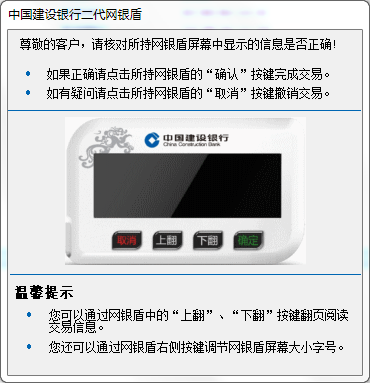 中国建设银行二代网银盾
尊敬的客户，请核对所持网银盾屏幕中显示的信息是否正确!
• 如果正确请点击所持网银盾的“确认”按键完成交易。
• 如有疑问请点击所持网银盾的“取消”按键撤销交易。
中国建设银行
China Construction Bank
取消 上翻 下翻 确定
温馨提示
• 您可以通过网银盾中的“上翻”、“下翻”按键翻页阅读
交易信息。
• 您还可以通过网银盾右侧按键调节网银盾屏幕大小字号。